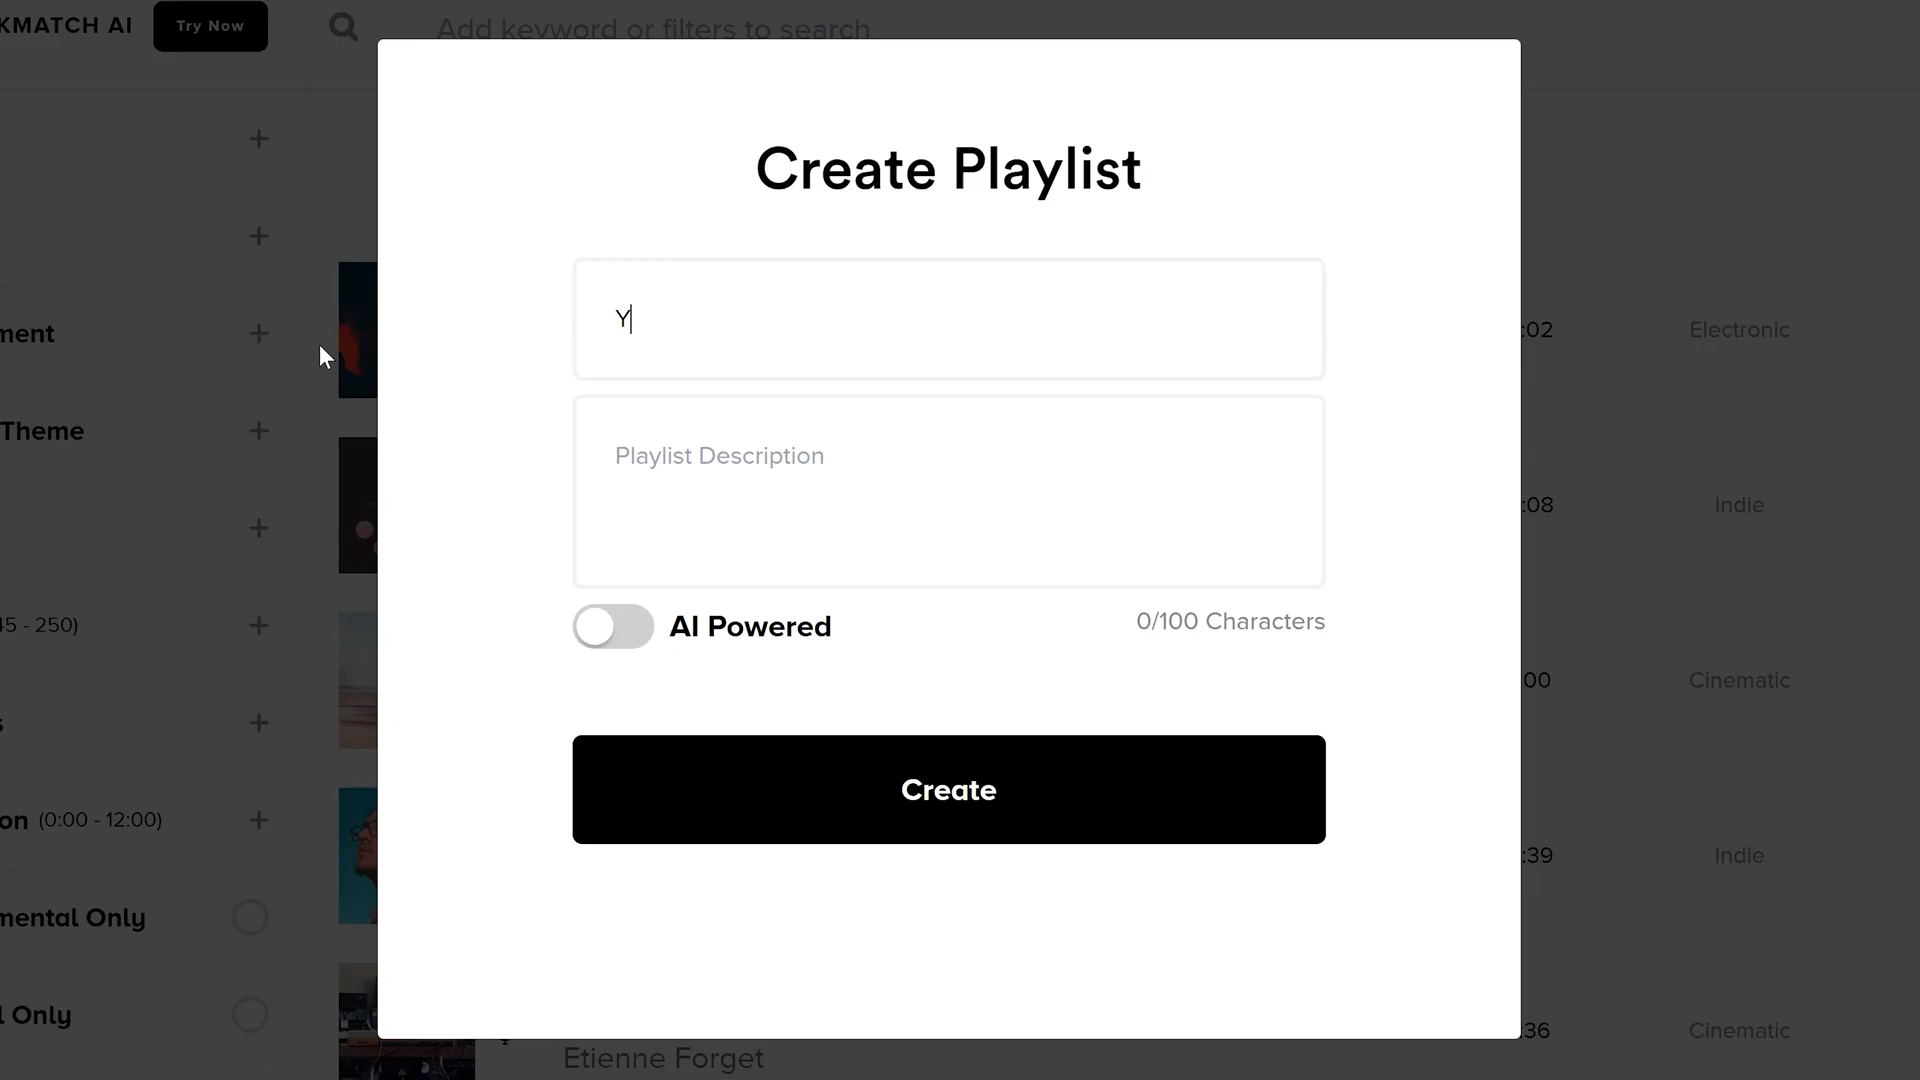 KMATCH AI
Try Now
Add keyword or filters to search
Create Playlist
Y
Playlist Description
AI Powered
0/100 Characters
Create
ment
Theme
45 - 250)
s
on (0:00 - 12:00)
mental Only
l Only
:02
Electronic
:08
Indie
:00
Cinematic
:39
Indie
:36
Cinematic
Etienne Forget